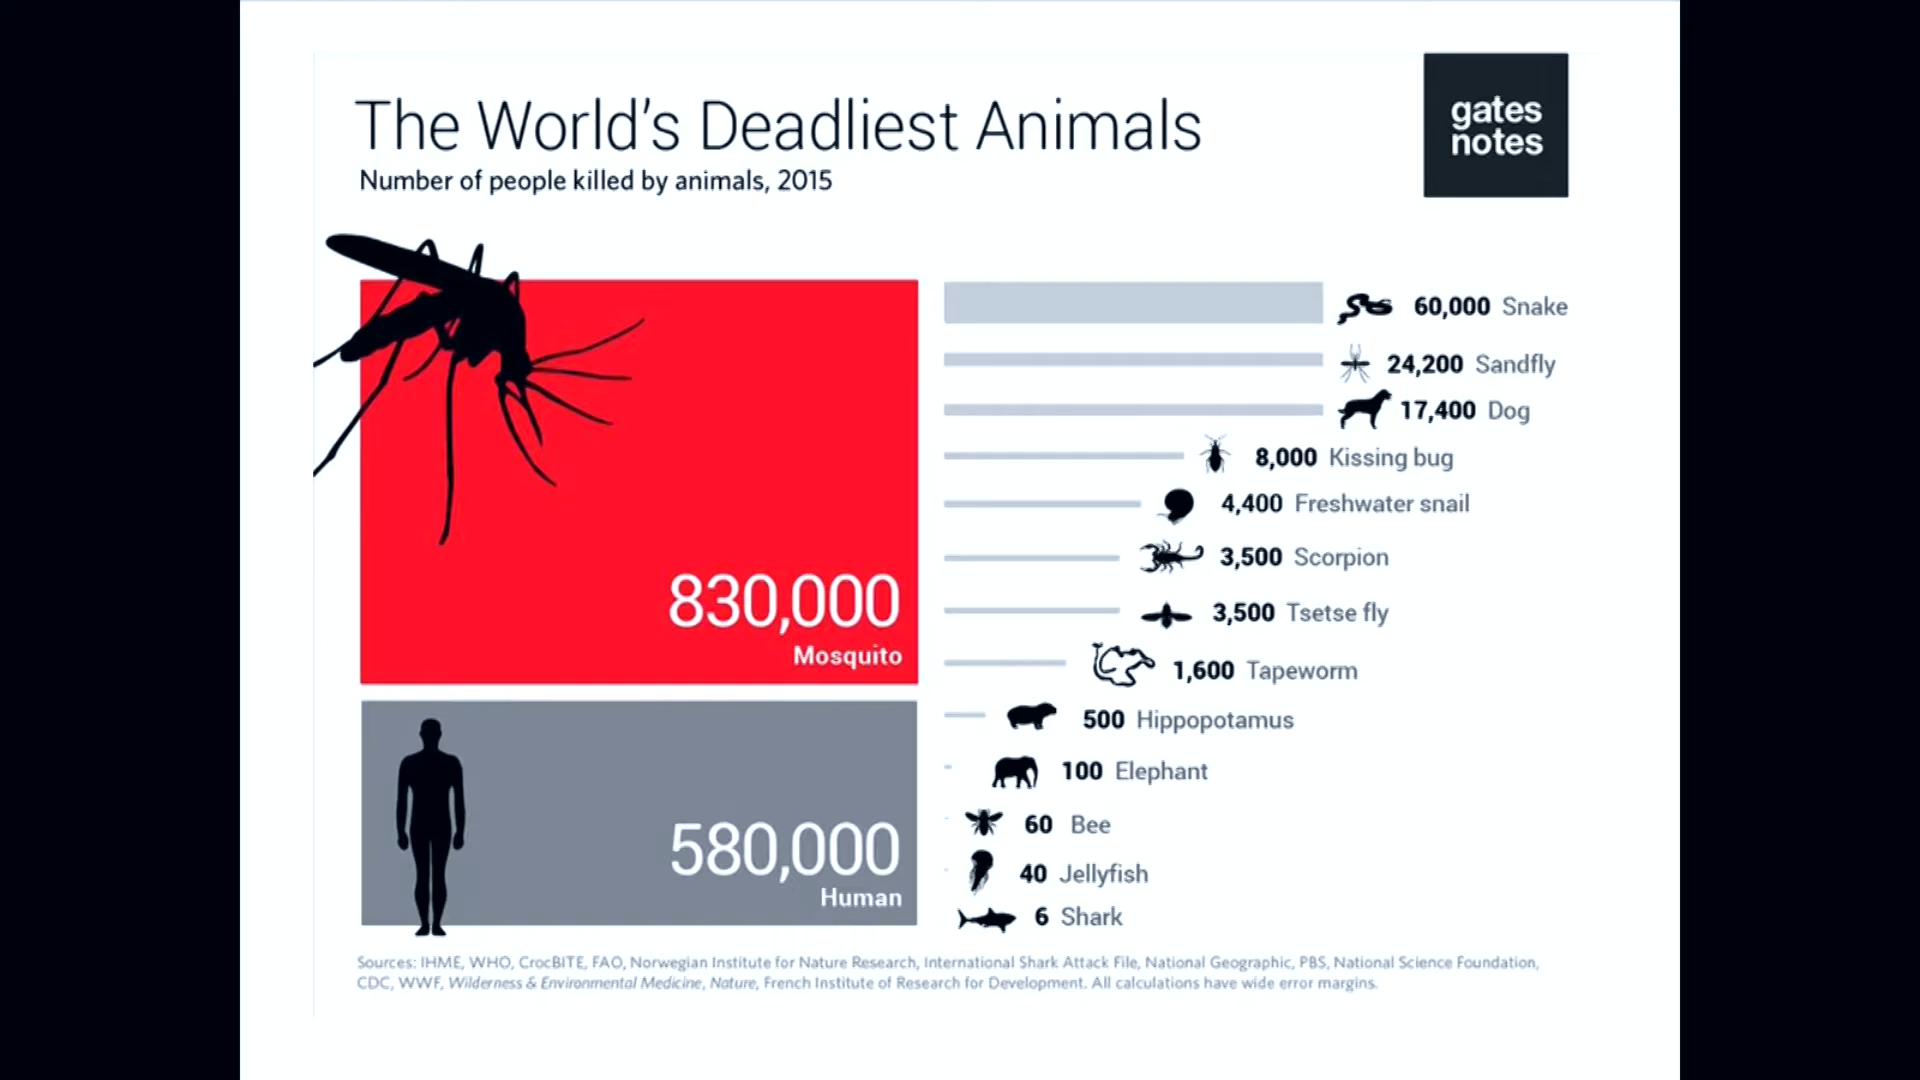 The World's Deadliest Animals
Number of people killed by animals, 2015
gates
notes
830,000
Mosquito
580,000
Human
60,000 Snake
24,200 Sandfly
17,400 Dog
8,000 Kissing bug
4,400 Freshwater snail
3,500 Scorpion
3,500 Tsetse fly
1,600 Tapeworm
500 Hippopotamus
100 Elephant
60 Bee
40 Jellyfish
6 Shark
Sources: IHME, WHO, CrocBITE, FAO, Norwegian Institute for Nature Research, International Shark Attack File, National Geographic, PBS, National Science Foundation,
CDC, WWF, Wilderness & Environmental Medicine, Nature, French Institute of Research for Development. All calculations have wide error margins.